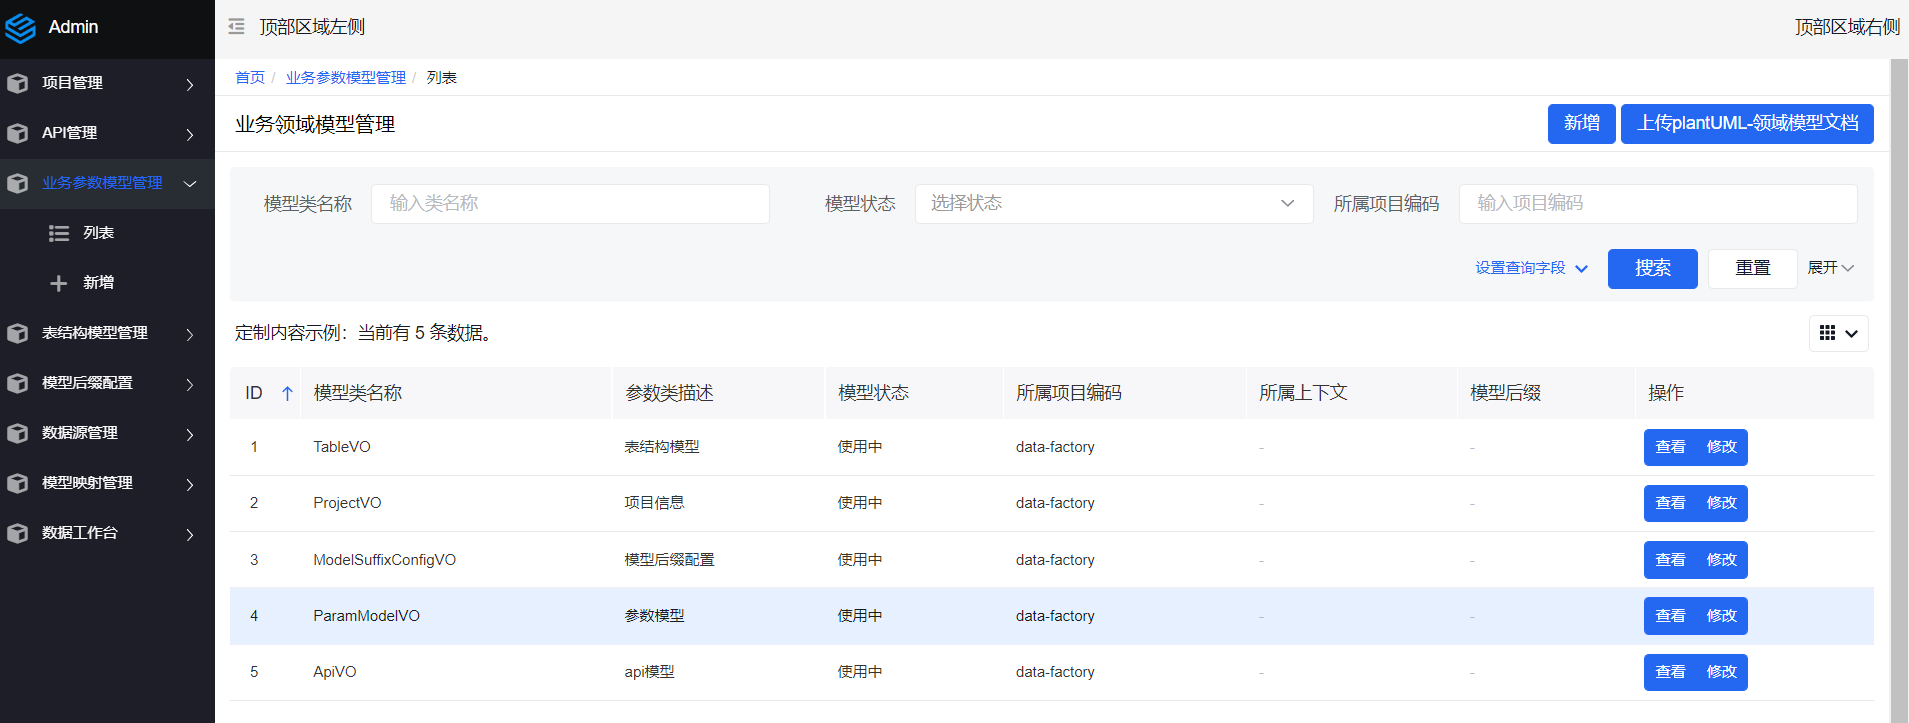 Admin
顶部区域左侧
顶部区域右侧
项目管理
API管理
业务参数模型管理
列表
新增
表结构模型管理
模型后缀配置
数据源管理
模型映射管理
数据工作台
首页 / 业务参数模型管理 / 列表
业务领域模型管理
新增
上传plantUML-领域模型文档
模型类名称 输入类名称 模型状态 选择状态 所属项目编码 输入项目编码
设置查询字段 搜索 重置 展开
定制内容示例：当前有 5 条数据。
ID 模型类名称 参数类描述 模型状态 所属项目编码 所属上下文 模型后缀 操作
1 TableVO 表结构模型 使用中 data-factory - - 查看 修改
2 ProjectVO 项目信息 使用中 data-factory - - 查看 修改
3 ModelSuffixConfigVO 模型后缀配置 使用中 data-factory - - 查看 修改
4 ParamModelVO 参数模型 使用中 data-factory - - 查看 修改
5 ApiVO api模型 使用中 data-factory - - 查看 修改